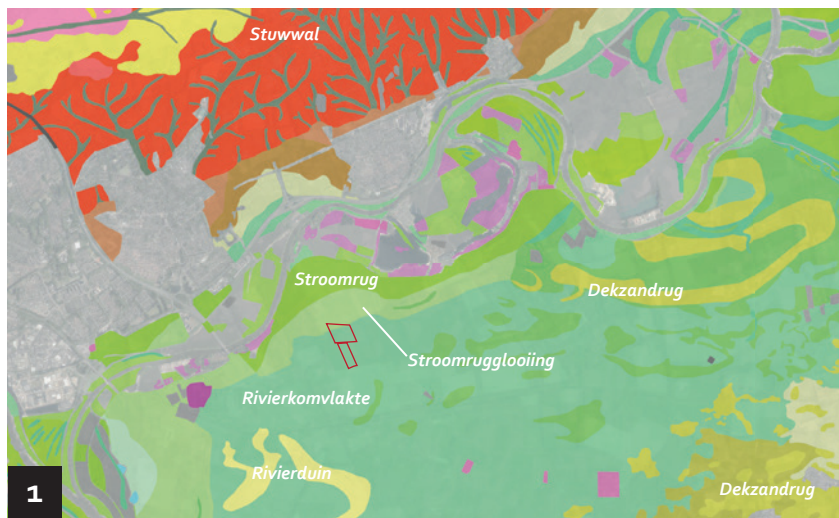 Stuwwal
Stroomrug
Dekzandrug
Stroomrugglooiing
Rivierkomvlakte
Rivierduin
Dekzandrug
1